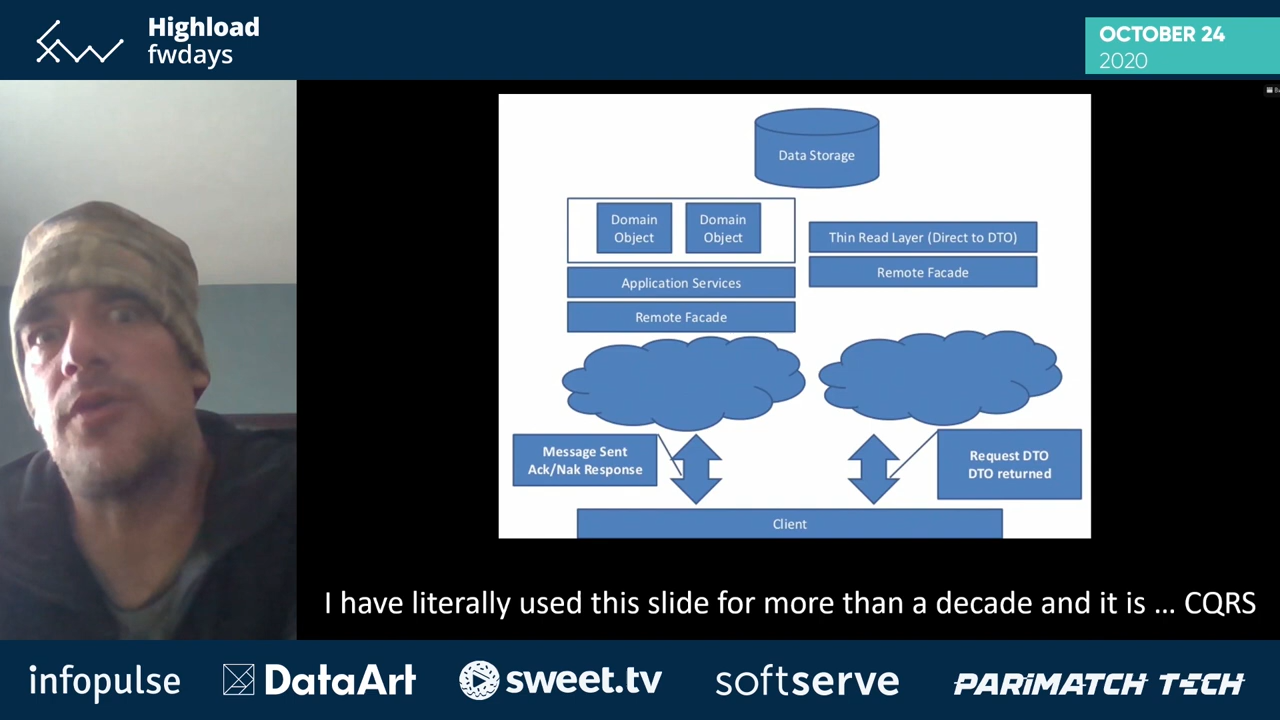 Highload
fwdays
OCTOBER 24
2020
Data Storage
Domain
Object
Domain
Object
Thin Read Layer (Direct to DTO)
Application Services
Remote Facade
Remote Facade
Message Sent
Ack/Nak Response
Request DTO
DTO returned
Client
I have literally used this slide for more than a decade and it is ... CQRS
infopulse
DataArt
sweet.tv
softserve
PARIMATCH TECH